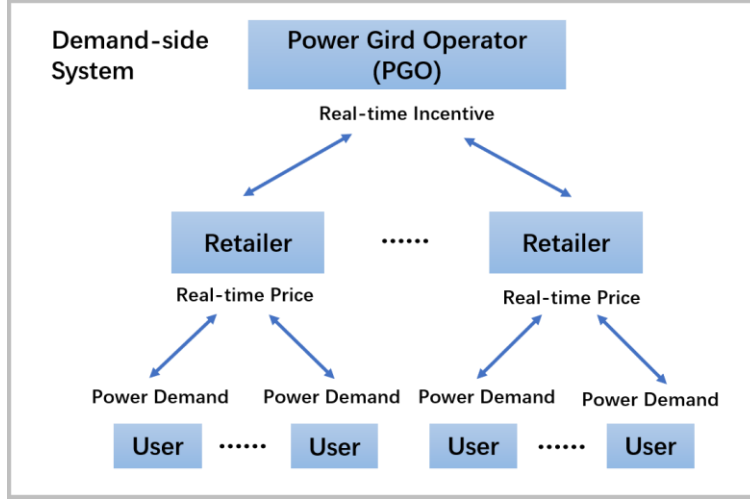 Demand-side
System
Power Gird Operator
(PGO)
Real-time Incentive
Retailer
......
Retailer
Real-time Price
Real-time Price
Power Demand
Power Demand
Power Demand
Power Demand
User
......
User
User
......
User